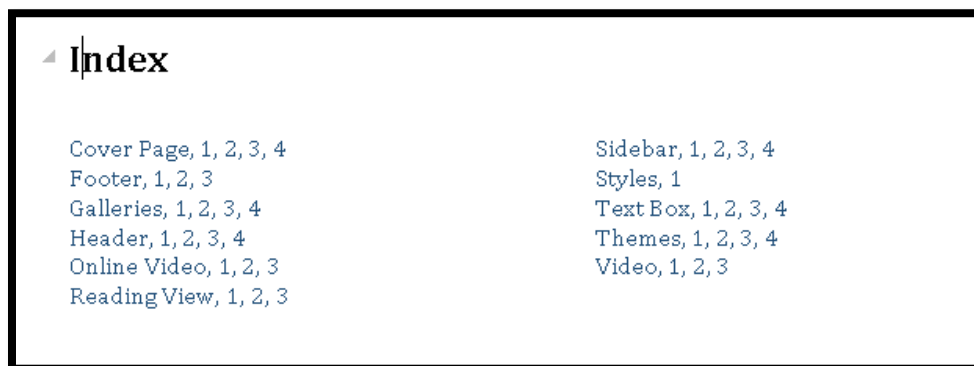 Index
Cover Page, 1, 2, 3, 4
Footer, 1, 2, 3
Galleries, 1, 2, 3, 4
Header, 1, 2, 3, 4
Online Video, 1, 2, 3
Reading View, 1, 2, 3
Sidebar, 1, 2, 3, 4
Styles, 1
Text Box, 1, 2, 3, 4
Themes, 1, 2, 3, 4
Video, 1, 2, 3